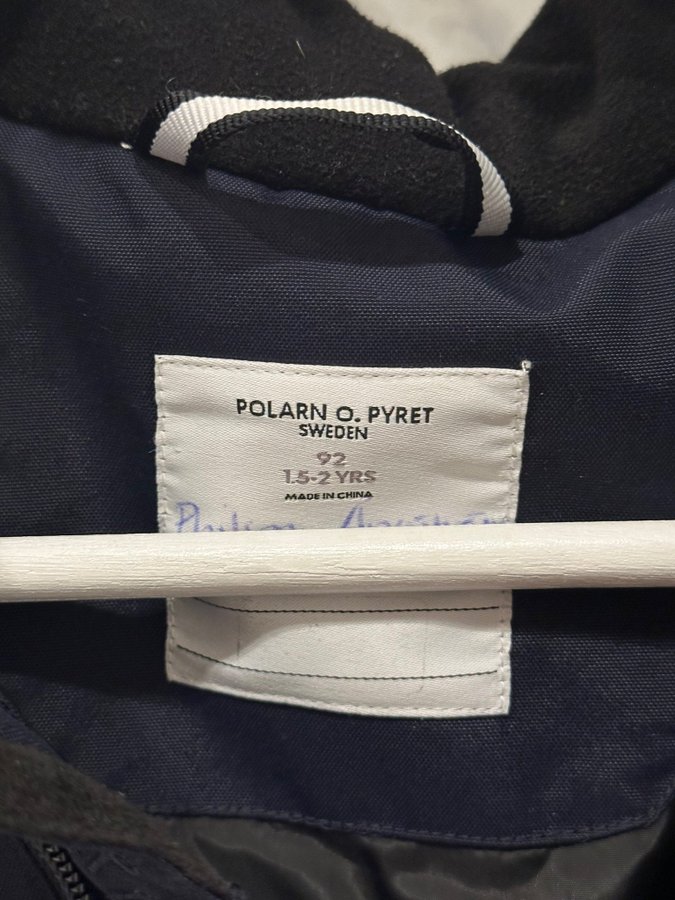 POLARN O. PYRET
SWEDEN
92
1.5-2 YRS
MADE IN CHINA